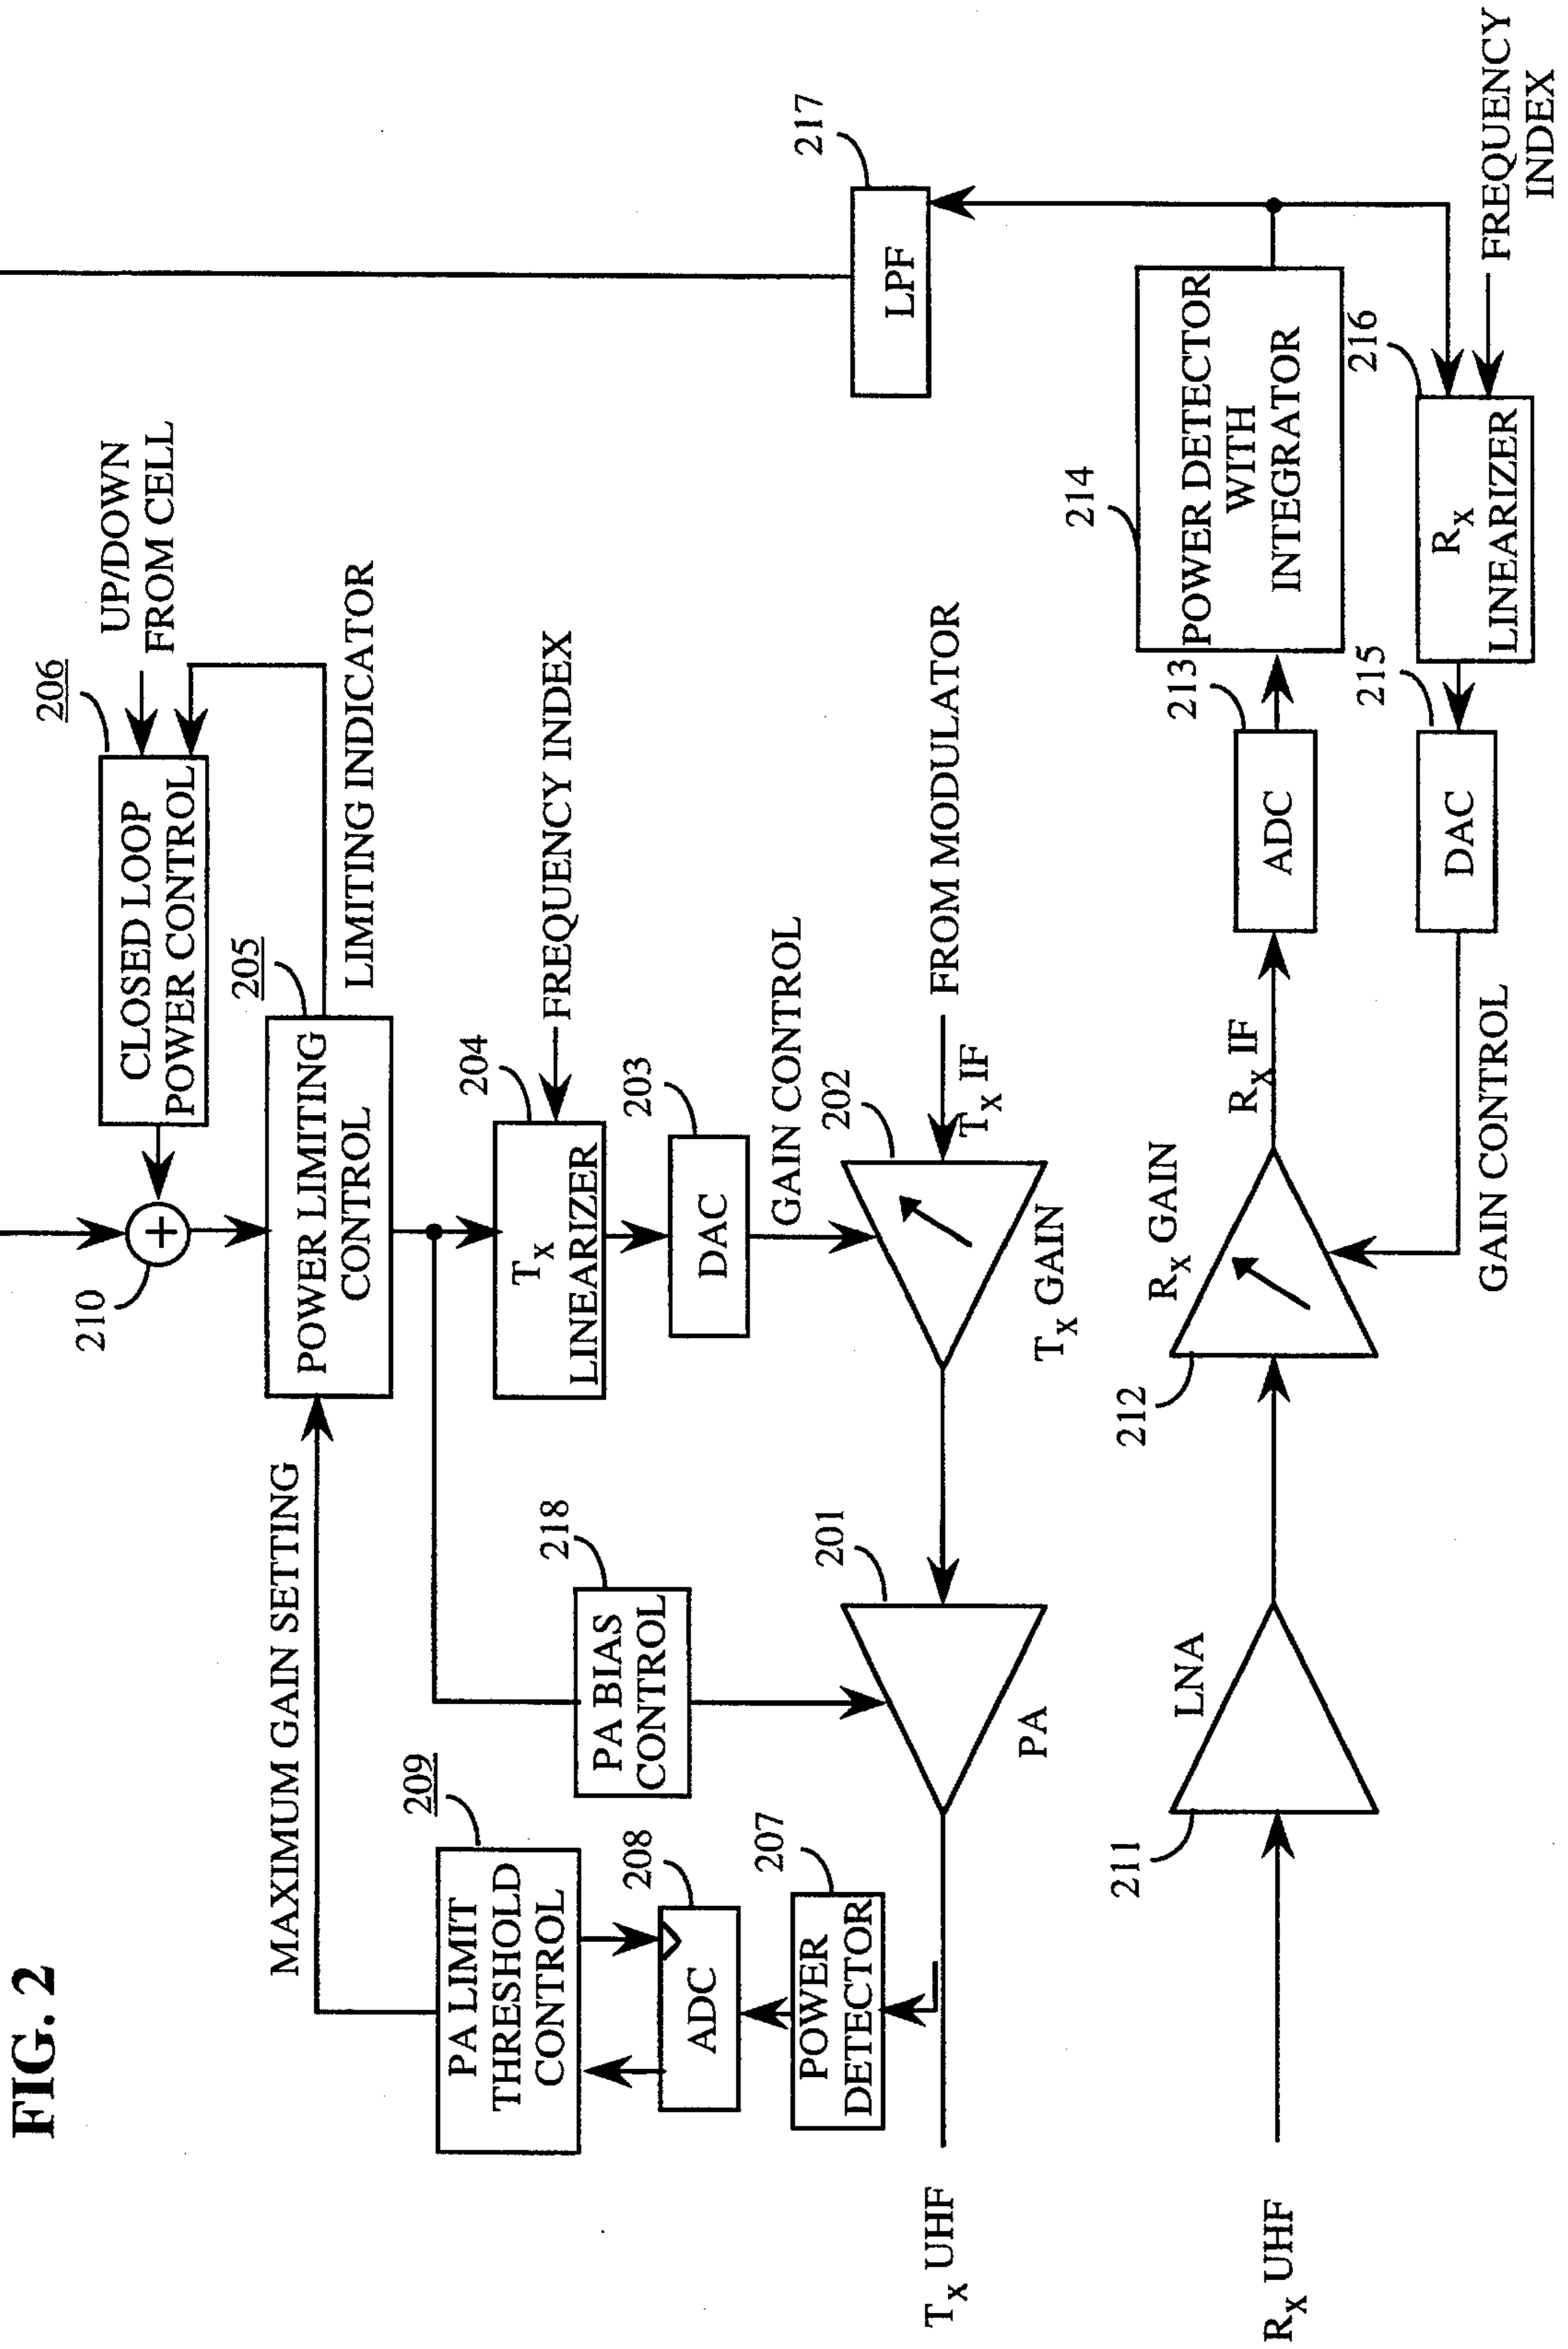 FIG. 2
206
UP/DOWN
FROM CELL
CLOSED LOOP
POWER CONTROL
210
205
LIMITING INDICATOR
POWER LIMITING
CONTROL
MAXIMUM GAIN SETTING
204
FREQUENCY INDEX
TX
LINEARIZER
203
DAC
GAIN CONTROL
218
PA BIAS
CONTROL
209
PA LIMIT
THRESHOLD
CONTROL
208
ADC
207
POWER
DETECTOR
202
FROM MODULATOR
TX IF
TX GAIN
201
PA
TX UHF
217
LPF
214
POWER DETECTOR
WITH
INTEGRATOR
213
ADC
RX IF
RX GAIN
212
LNA
211
RX UHF
216
RX
LINEARIZER
FREQUENCY
INDEX
215
DAC
GAIN CONTROL